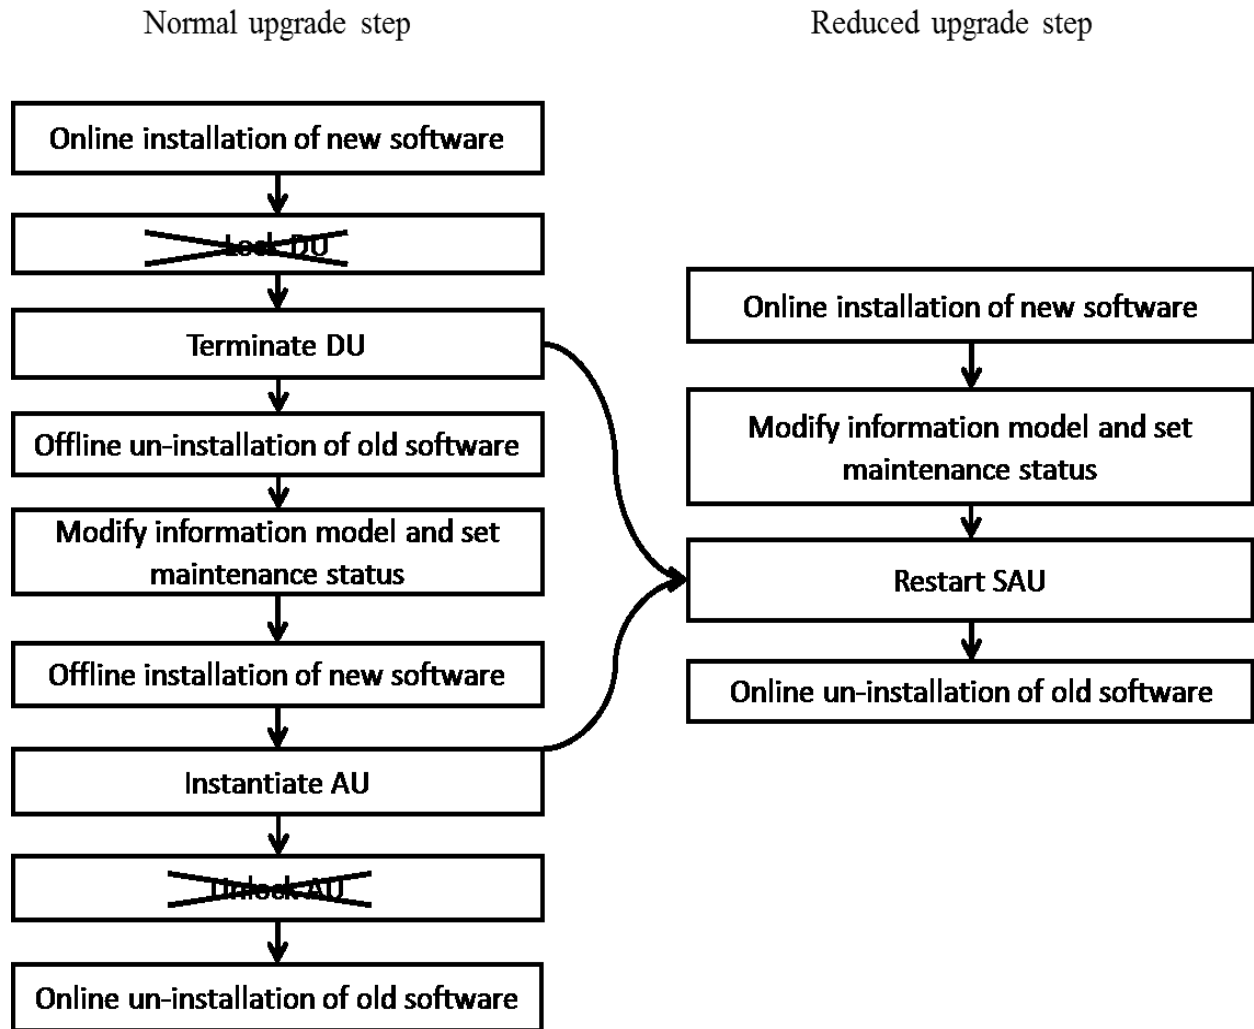 Normal upgrade step
Online installation of new software
Lock DU
Terminate DU
Offline un-installation of old software
Modify information model and set
maintenance status
Offline installation of new software
Instantiate AU
Unlock AU
Online un-installation of old software
Reduced upgrade step
Online installation of new software
Modify information model and set
maintenance status
Restart SAU
Online un-installation of old software